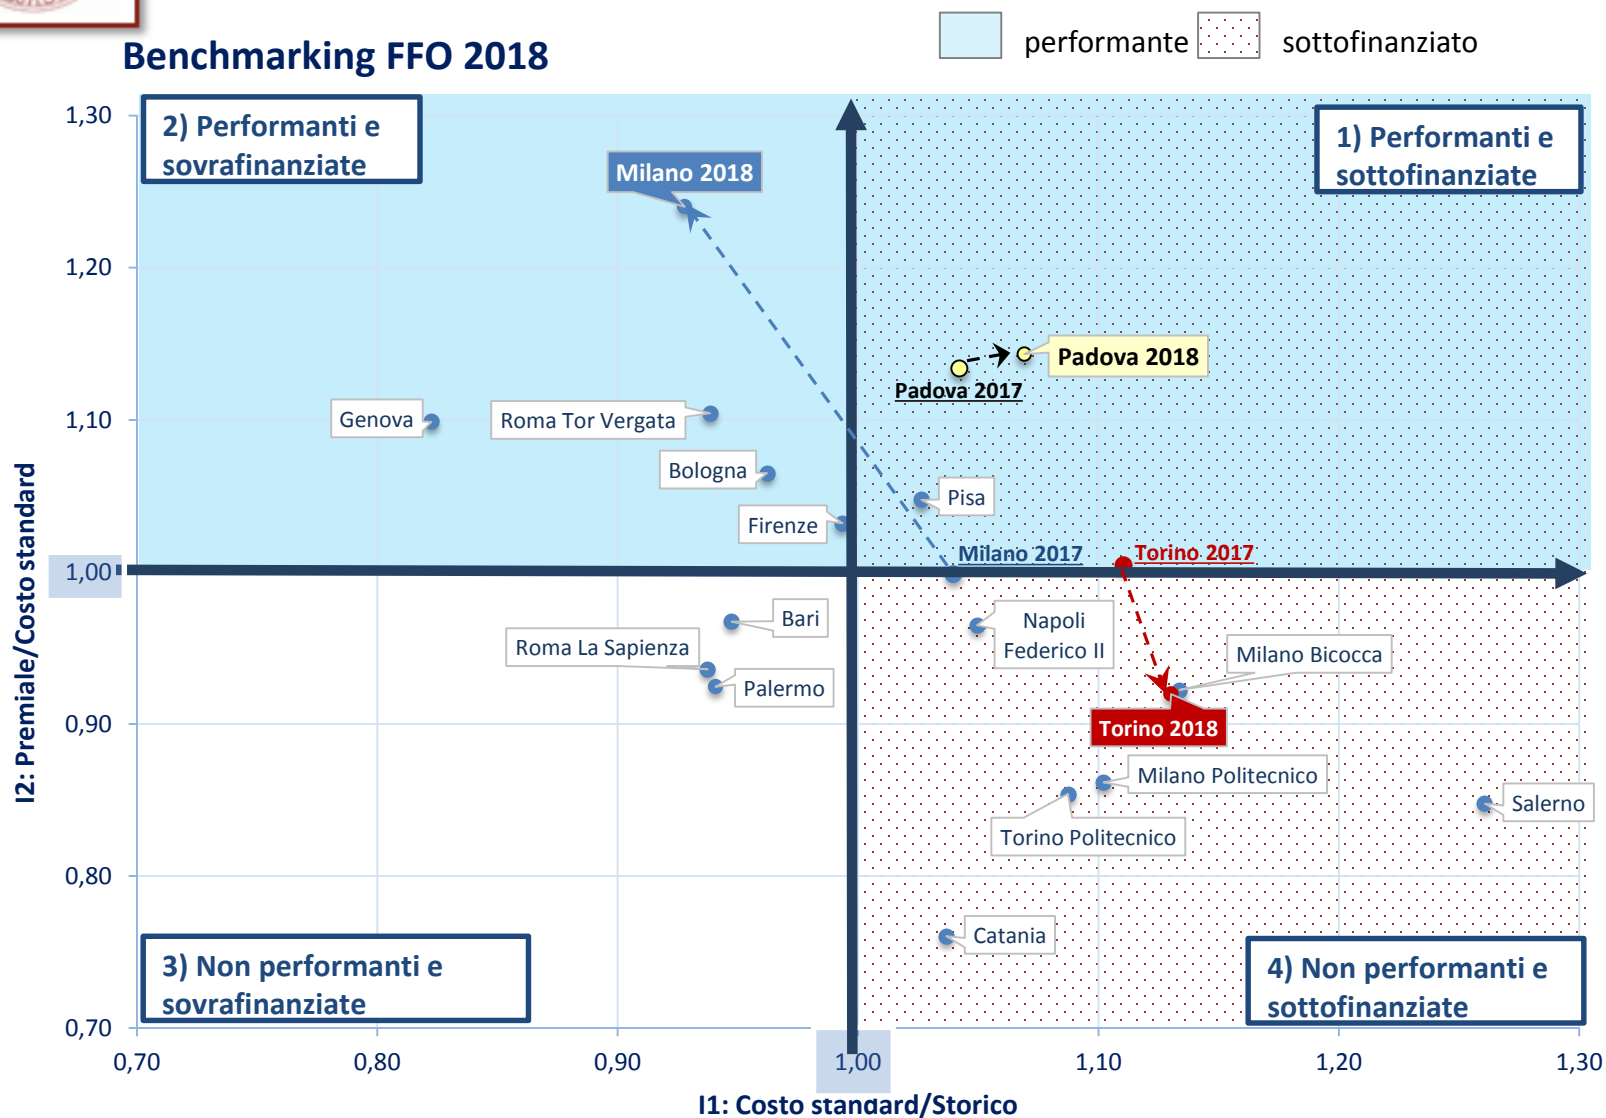 Benchmarking FFO 2018
performante
sottofinanziato
1,30
1,20
1,10
1,00
0,90
0,80
0,70
2) Performanti e
sovrafinanziate
1) Performanti e
sottofinanziate
Milano 2018
Padova 2018
Padova 2017
Genova
Roma Tor Vergata
Bologna
Pisa
Firenze
Milano 2017
Torino 2017
Bari
Napoli
Federico II
Roma La Sapienza
Milano Bicocca
Palermo
Torino 2018
Milano Politecnico
Salerno
Torino Politecnico
Catania
3) Non performanti e
sovrafinanziate
4) Non performanti e
sottofinanziate
I2: Premiale/Costo standard
0,70
0,80
0,90
1,00
1,10
1,20
1,30
I1: Costo standard/Storico